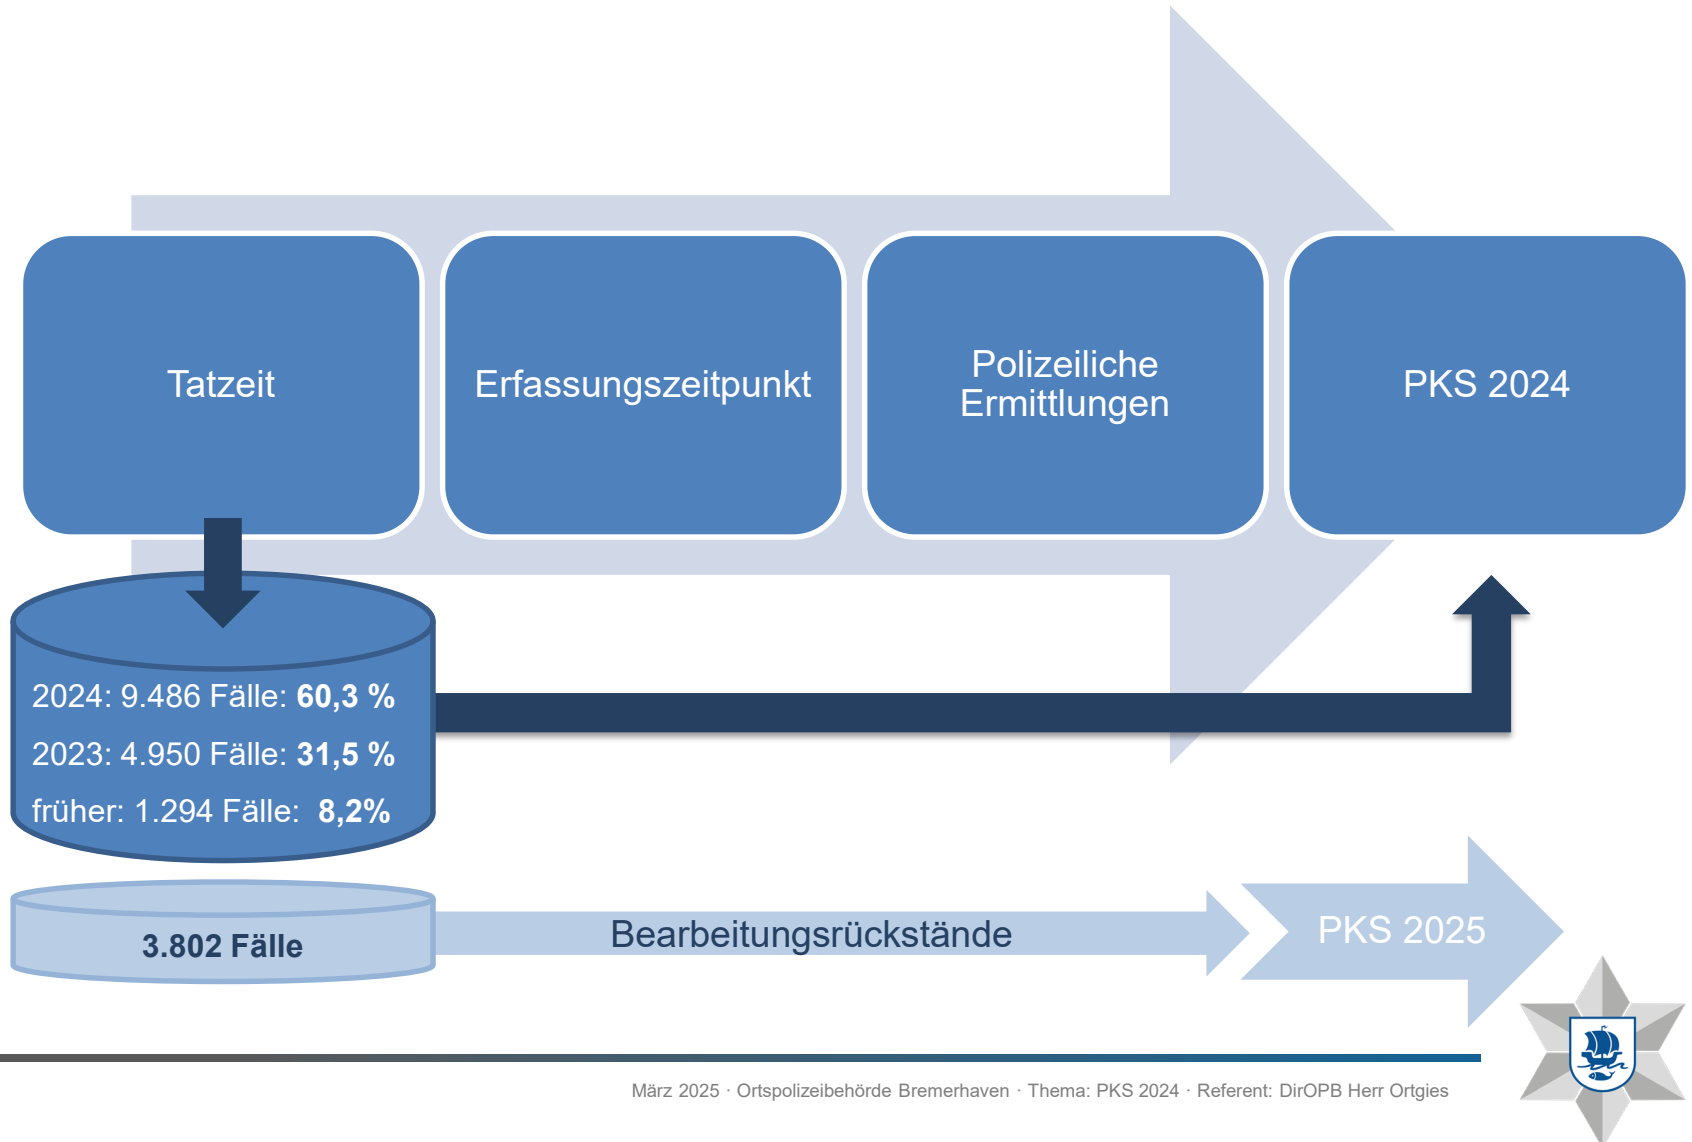 Tatzeit
Erfassungszeitpunkt
Polizeiliche
Ermittlungen
PKS 2024
2024: 9.486 Fälle: 60,3 %
2023: 4.950 Fälle: 31,5 %
früher: 1.294 Fälle: 8,2%
3.802 Fälle
Bearbeitungsrückstände
PKS 2025
März 2025 · Ortspolizeibehörde Bremerhaven · Thema: PKS 2024 · Referent: DirOPB Herr Ortgies